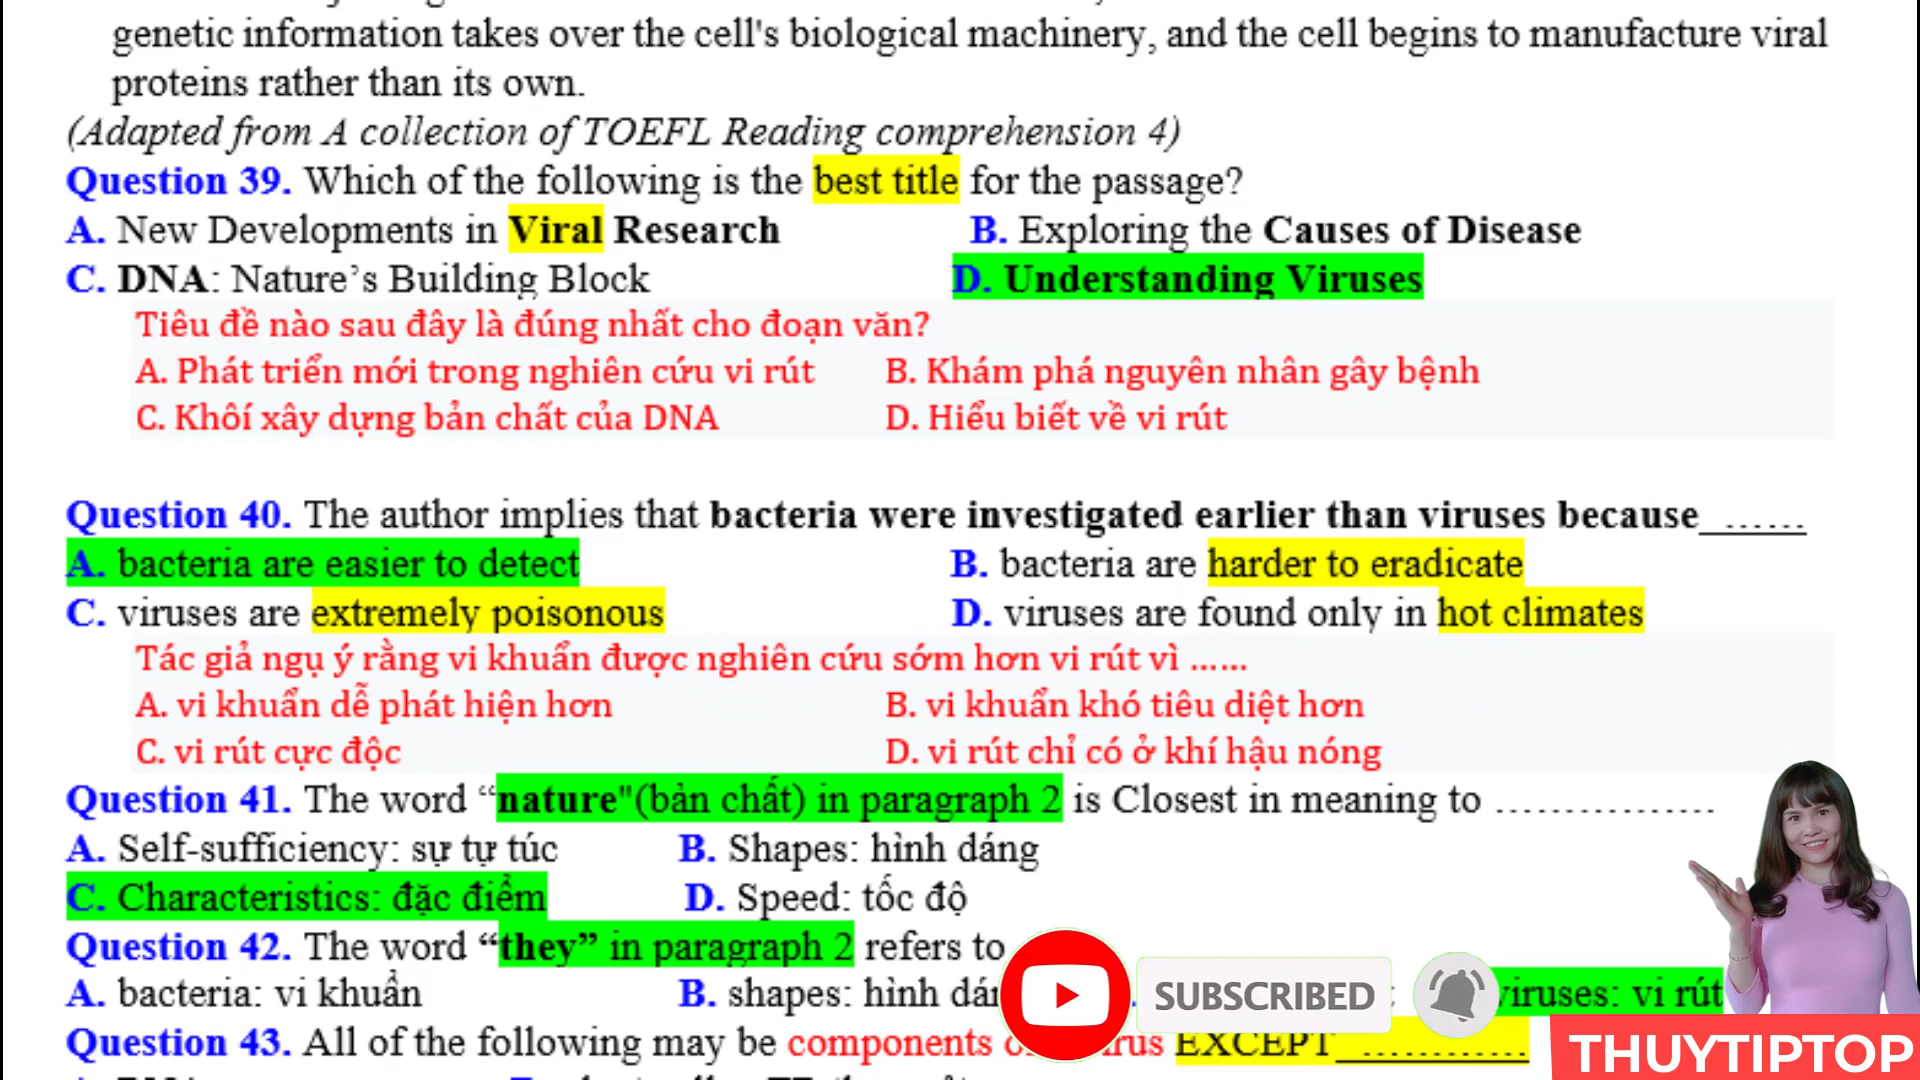 genetic information takes over the cell's biological machinery, and the cell begins to manufacture viral
proteins rather than its own.
(Adapted from A collection of TOEFL Reading comprehension 4)
Question 39. Which of the following is the best title for the passage?
A. New Developments in Viral Research B. Exploring the Causes of Disease
C. DNA: Nature’s Building Block D. Understanding Viruses
Tiêu đề nào sau đây là đúng nhất cho đoạn văn?
A. Phát triển mới trong nghiên cứu vi rút B. Khám phá nguyên nhân gây bệnh
C. Khối xây dựng bản chất của DNA D. Hiểu biết về vi rút
Question 40. The author implies that bacteria were investigated earlier than viruses because ......
A. bacteria are easier to detect B. bacteria are harder to eradicate
C. viruses are extremely poisonous D. viruses are found only in hot climates
Tác giả ngụ ý rằng vi khuẩn được nghiên cứu sớm hơn vi rút vì ......
A. vi khuẩn dễ phát hiện hơn B. vi khuẩn khó tiêu diệt hơn
C. vi rút cực độc D. vi rút chỉ có ở khí hậu nóng
Question 41. The word “nature"(bản chất) in paragraph 2 is Closest in meaning to ................
A. Self-sufficiency: sự tự túc B. Shapes: hình dáng
C. Characteristics: đặc điểm D. Speed: tốc độ
Question 42. The word “they” in paragraph 2 refers to
A. bacteria: vi khuẩn B. shapes: hình SUBSCRIBED viruses: vi rút
Question 43. All of the following may be components EXCEPT ............
THUYTIPTOP